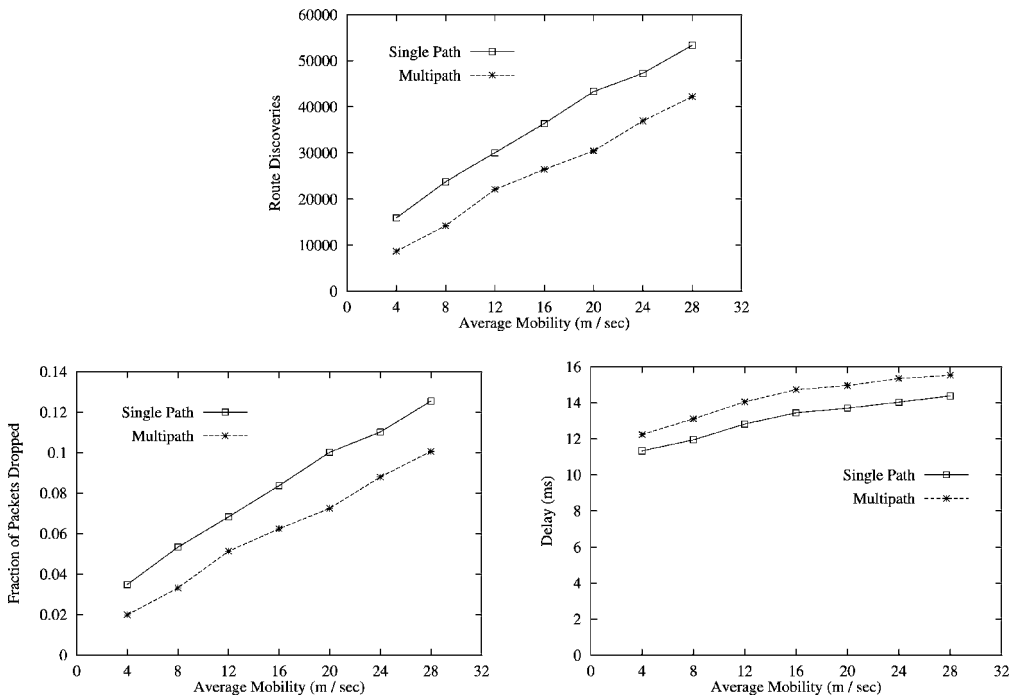 60000
50000
40000
30000
20000
10000
0
Route Discoveries
Single Path
Multipath
0 4 8 12 16 20 24 28 32
Average Mobility (m / sec)
0.14
0.12
0.1
0.08
0.06
0.04
0.02
0
Fraction of Packets Dropped
Single Path
Multipath
0 4 8 12 16 20 24 28 32
Average Mobility (m / sec)
16
14
12
10
8
6
4
2
0
Delay (ms)
Single Path
Multipath
0 4 8 12 16 20 24 28 32
Average Mobility (m / sec)